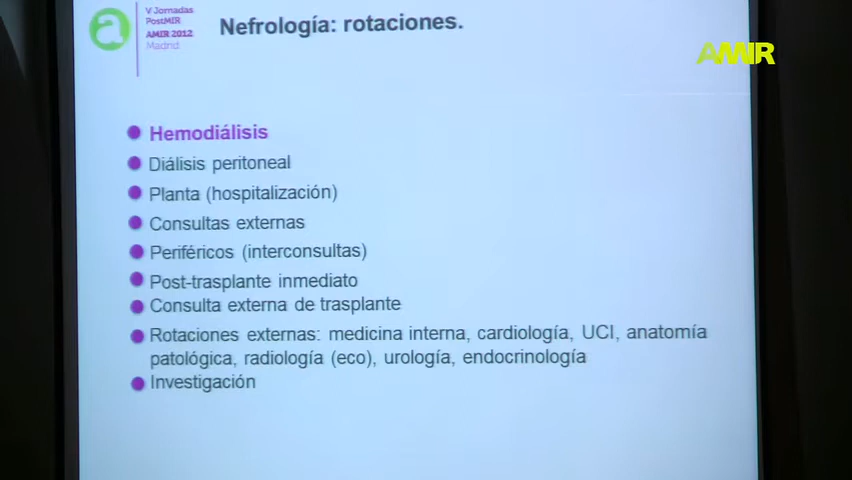 V Jornadas
PostMIR
AMIR 2012
Madrid
Nefrología: rotaciones.
AMIR
Hemodiálisis
Diálisis peritoneal
Planta (hospitalización)
Consultas externas
Periféricos (interconsultas)
Post-trasplante inmediato
Consulta externa de trasplante
Rotaciones externas: medicina interna, cardiología, UCI, anatomía
patológica, radiología (eco), urología, endocrinología
Investigación